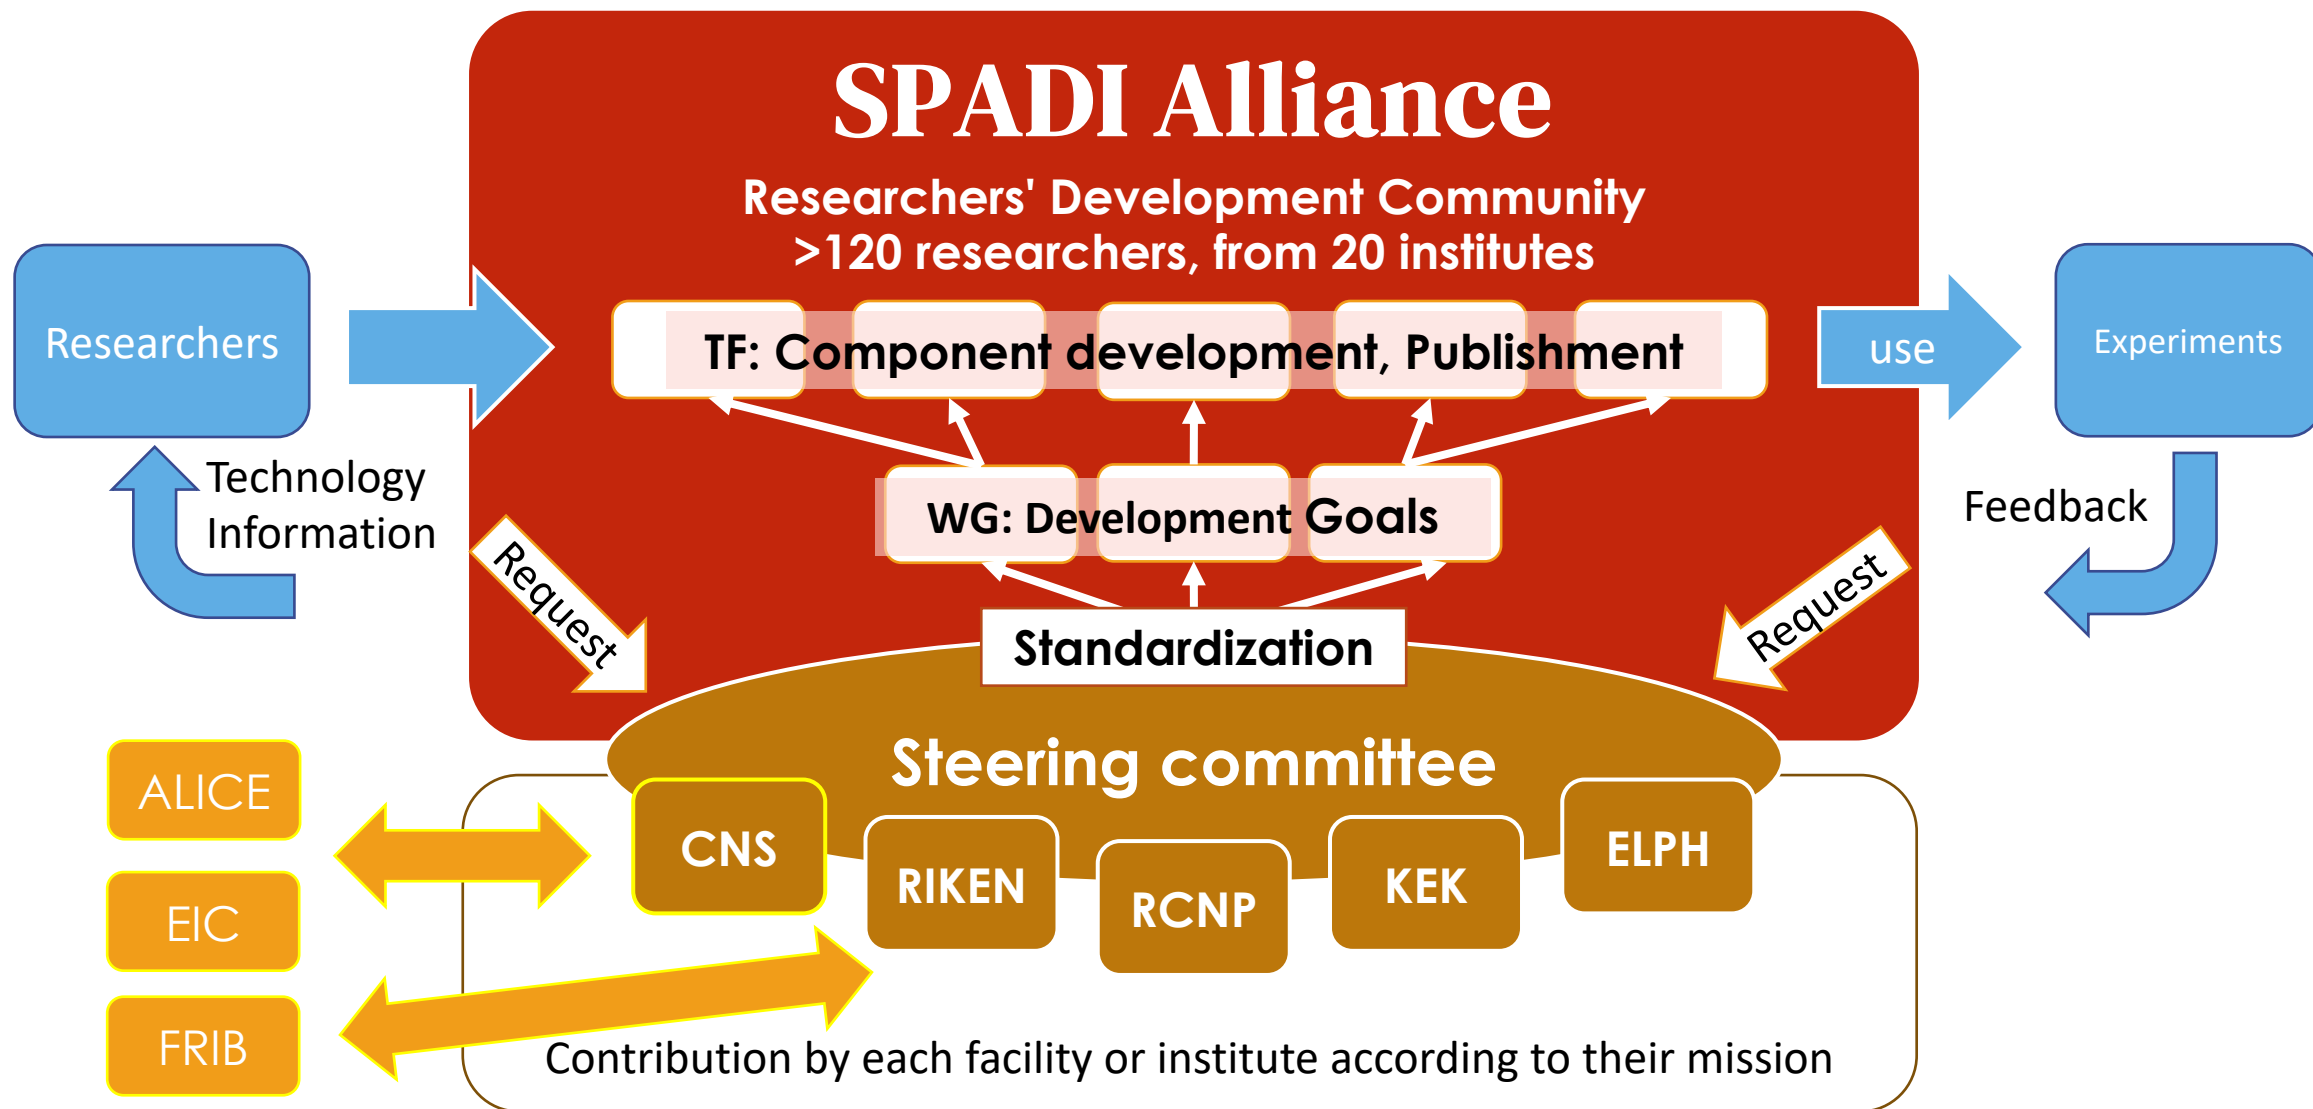 SPADI Alliance
Researchers' Development Community
>120 researchers, from 20 institutes
Researchers
TF: Component development, Publishment
use
Experiments
Technology
Information
WG: Development Goals
Feedback
Request
Request
Standardization
Steering committee
ALICE
CNS
RIKEN
RCNP
KEK
ELPH
EIC
FRIB
Contribution by each facility or institute according to their mission